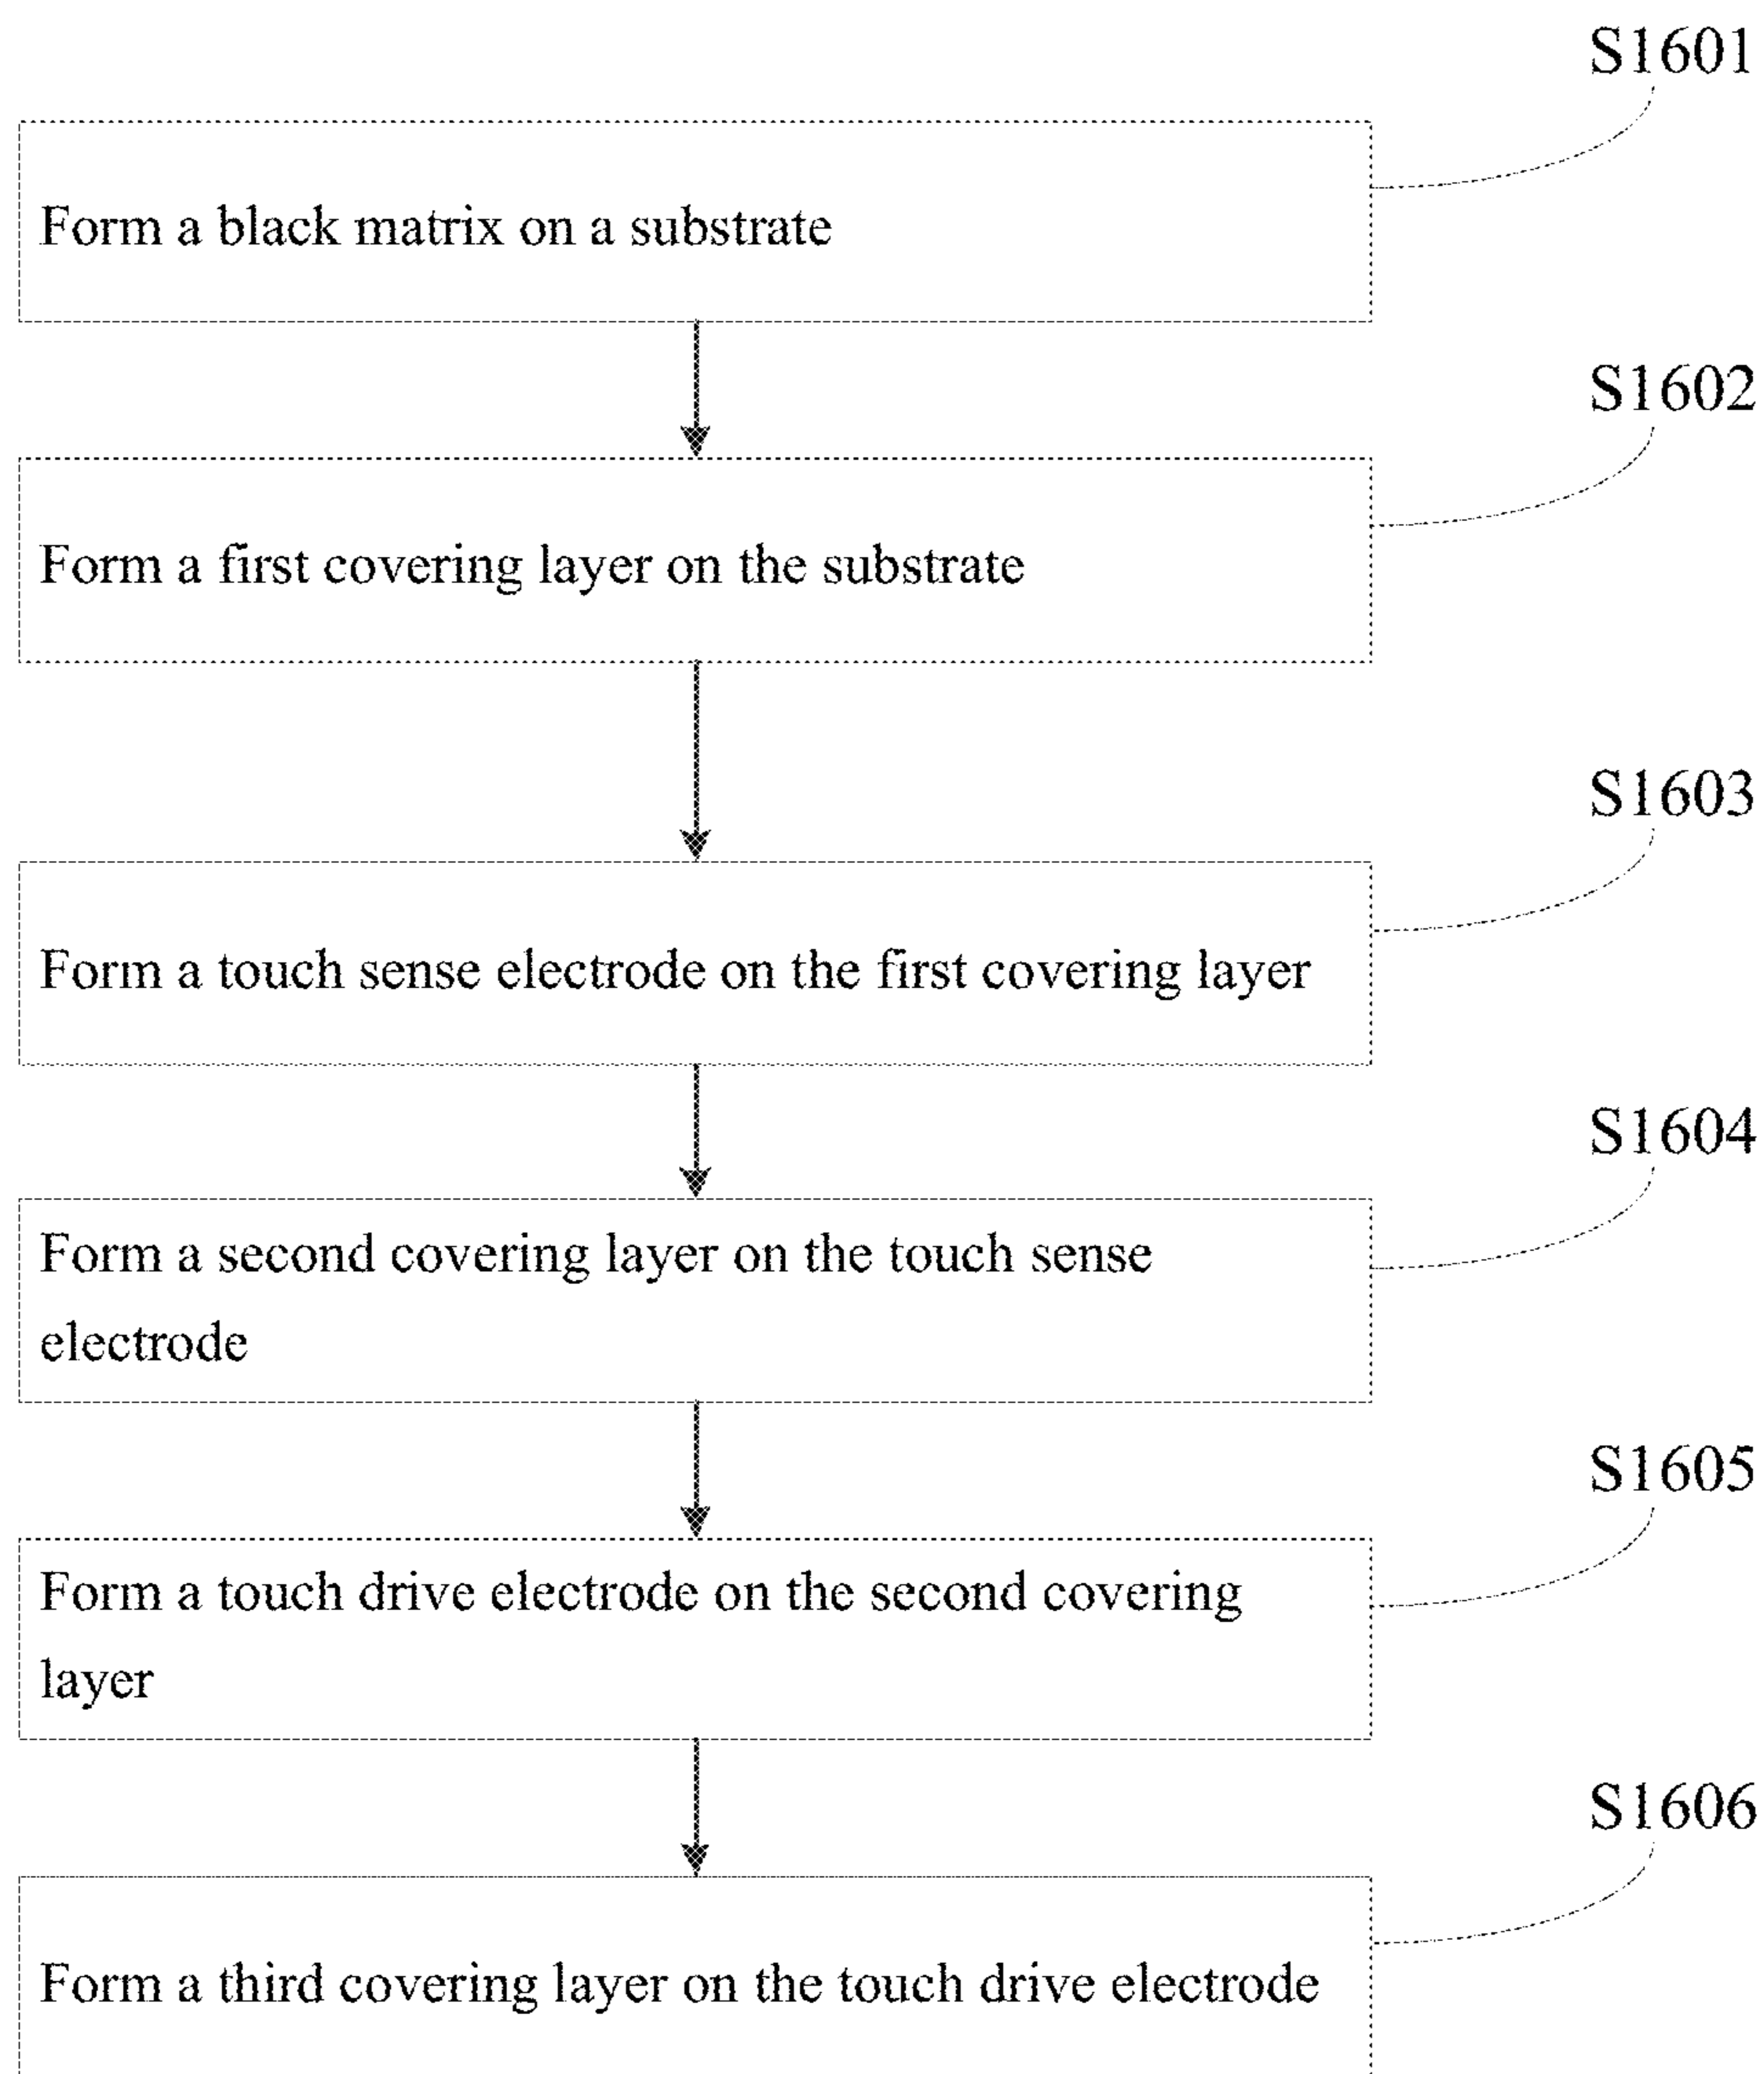 S1601
Form a black matrix on a substrate
S1602
Form a first covering layer on the substrate
S1603
Form a touch sense electrode on the first covering layer
S1604
Form a second covering layer on the touch sense
electrode
S1605
Form a touch drive electrode on the second covering
layer
S1606
Form a third covering layer on the touch drive electrode